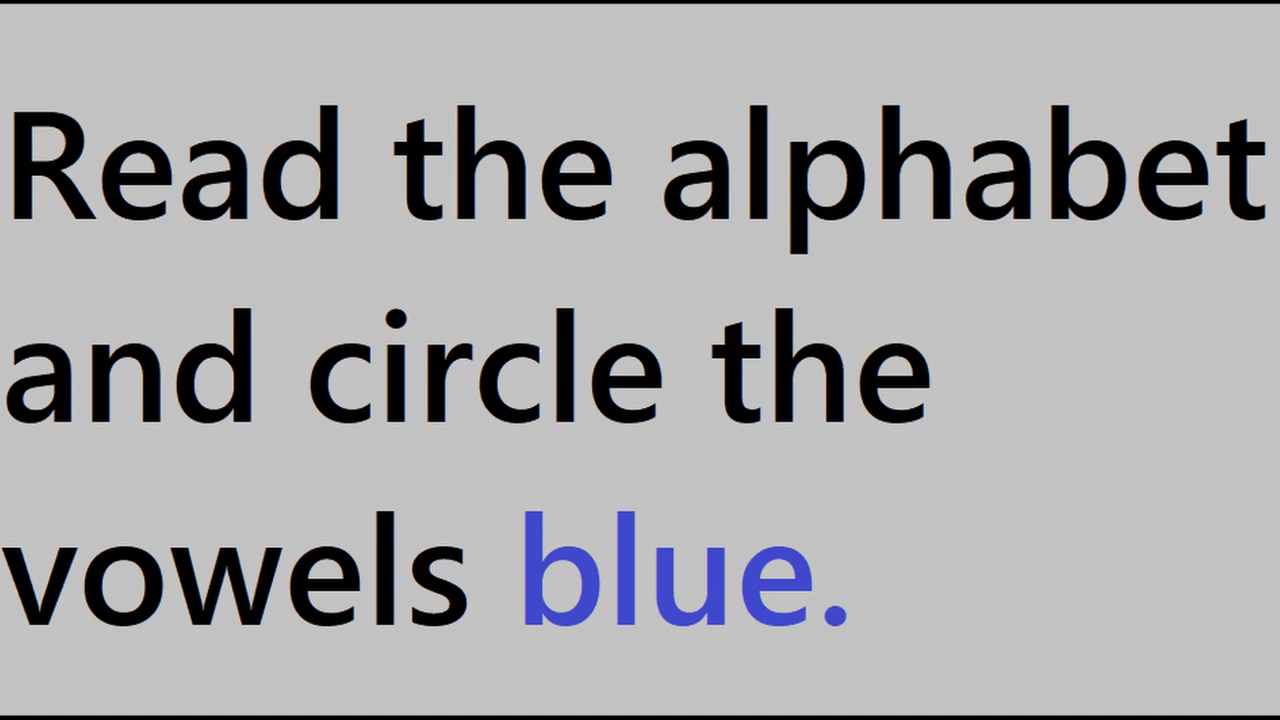 Read the alphabet
and circle the
vowels blue.